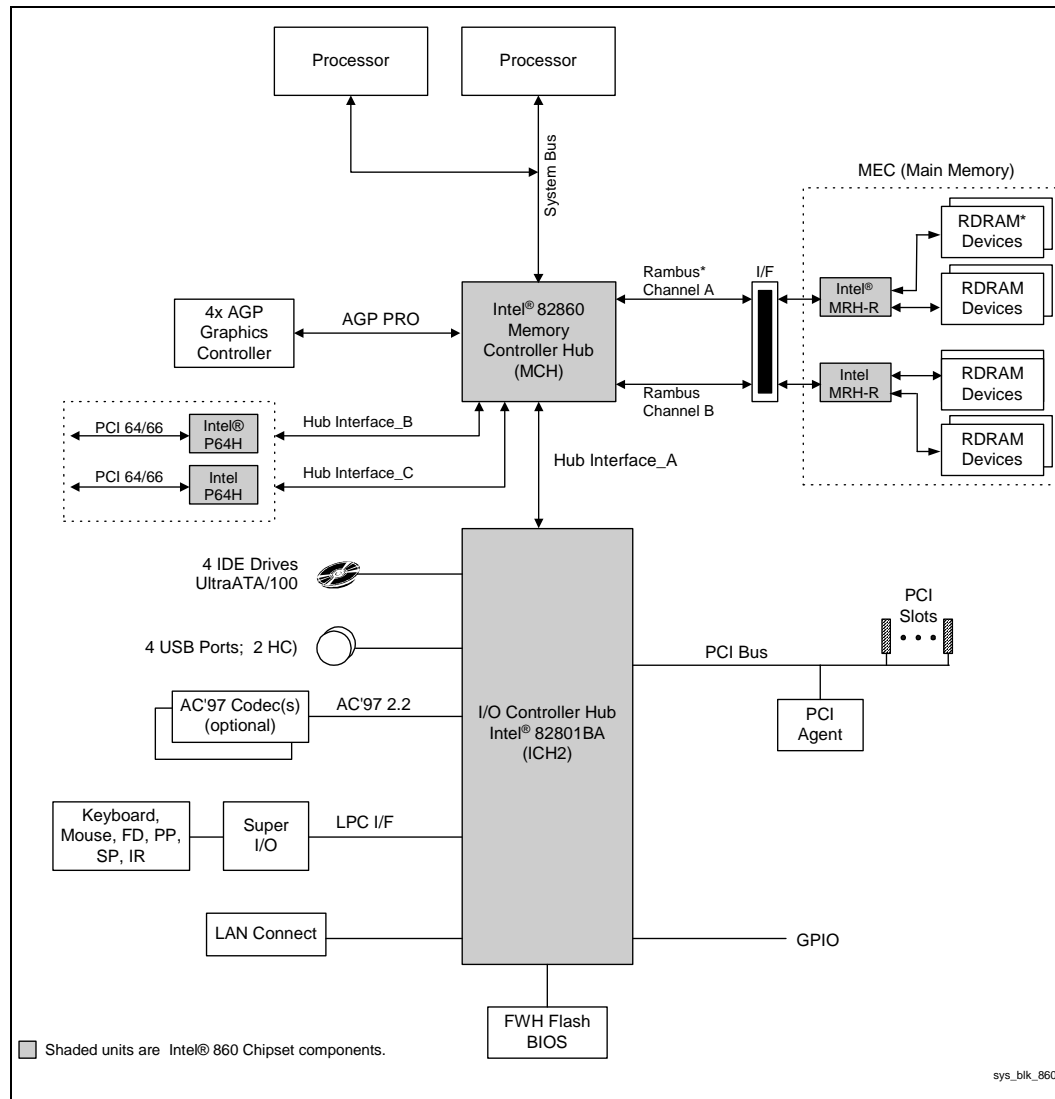 Processor
Processor
System Bus
MEC (Main Memory)
RDRAM*
Devices
Rambus*
Channel A
I/F
Intel®
MRH-R
RDRAM
Devices
Intel® 82860
Memory
Controller Hub
(MCH)
4x AGP
Graphics
Controller
AGP PRO
Rambus
Channel B
Intel
MRH-R
RDRAM
Devices
RDRAM
Devices
PCI 64/66
Intel®
P64H
Hub Interface_B
PCI 64/66
Intel
P64H
Hub Interface_C
Hub Interface_A
4 IDE Drives
UltraATA/100
4 USB Ports;  2 HC)
PCI
Slots
PCI Bus
AC'97 Codec(s)
(optional)
AC'97 2.2
I/O Controller Hub
Intel® 82801BA
(ICH2)
PCI
Agent
Keyboard,
Mouse, FD, PP,
SP, IR
Super
I/O
LPC I/F
LAN Connect
GPIO
FWH Flash
BIOS
Shaded units are  Intel® 860 Chipset components.
sys_blk_860